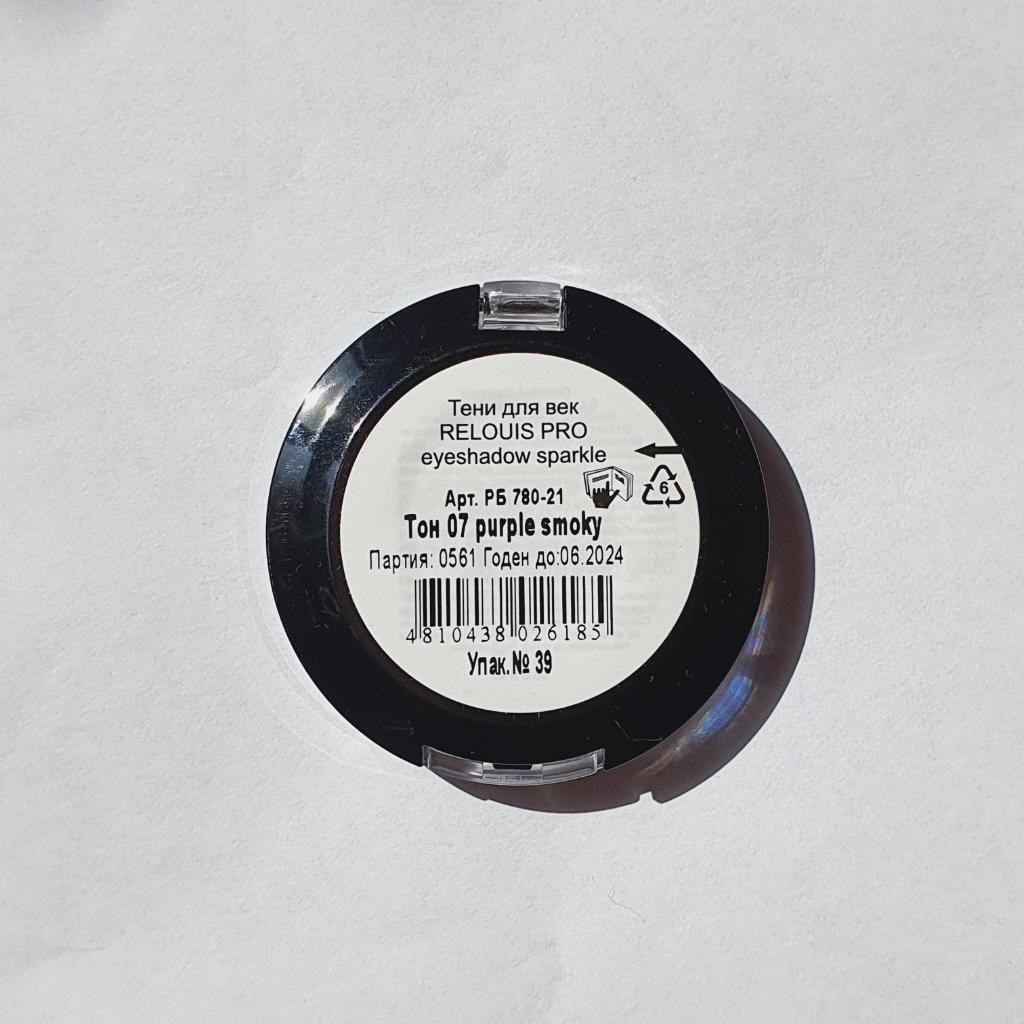 Тени для век
RELOUIS PRO
eyeshadow sparkle
6
Арт. РБ 780-21
Тон 07 purple smoky
Партия: 0561 Годен до:06.2024
4810438026185
Упак.№ 39